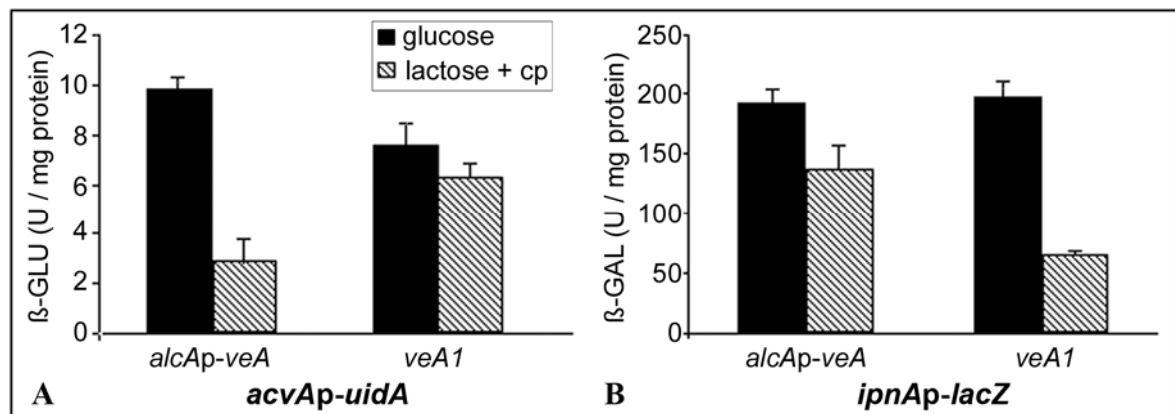 12
10
8
6
4
2
0
ß-GLU (U / mg protein)
glucose
lactose + cp
alcAp-veA veA1
A acvAp-uidA
250
200
150
100
50
0
ß-GAL (U / mg protein)
alcAp-veA veA1
B ipnAp-lacZ